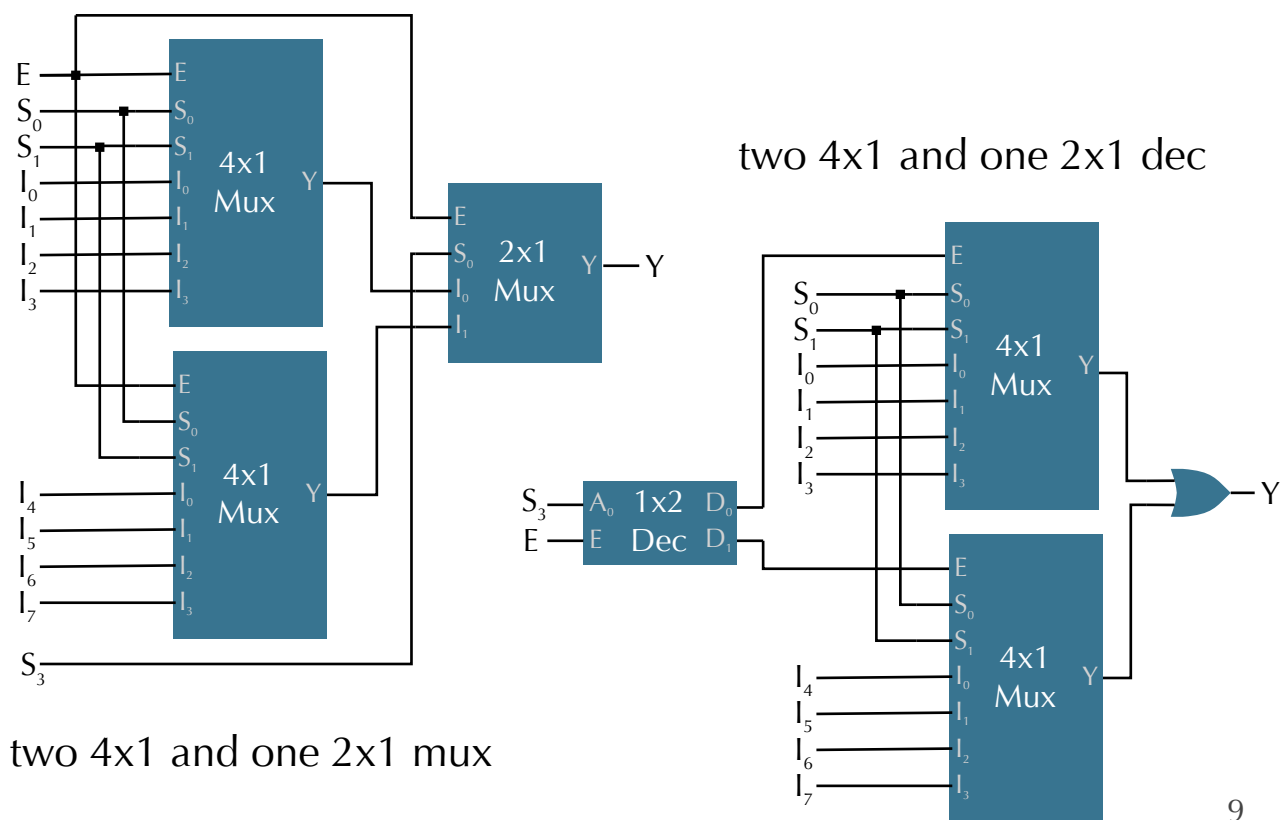 E
S₀
S₁
I₀
I₁
I₂
I₃
E
S₀
S₁
I₀
I₁
I₂
I₃
4x1
Mux
Y
I₄
I₅
I₆
I₇
E
S₀
S₁
I₀
I₁
I₂
I₃
4x1
Mux
Y
S₃
E
S₀
I₀
I₁
2x1
Mux
Y
Y
two 4x1 and one 2x1 mux
two 4x1 and one 2x1 dec
S₃
E
A₀ 1x2 D₀
E Dec D₁
S₀
S₁
I₀
I₁
I₂
I₃
E
S₀
S₁
I₀
I₁
I₂
I₃
4x1
Mux
Y
I₄
I₅
I₆
I₇
E
S₀
S₁
I₀
I₁
I₂
I₃
4x1
Mux
Y
Y
9